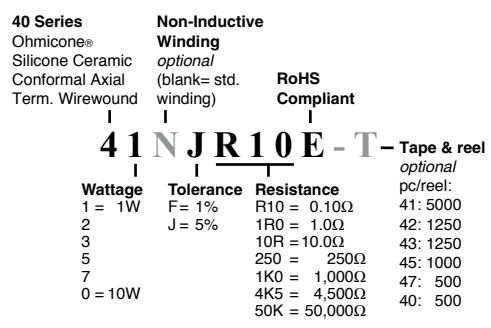 40 Series
Ohmicone®
Silicone Ceramic
Conformal Axial
Term. Wirewound
Non-Inductive
Winding
optional
(blank= std.
winding)
RoHS
Compliant
41NJR10E-T
Tape & reel
optional
pc/reel:
41: 5000
42: 1250
43: 1250
45: 1000
47: 500
40: 500
Wattage
1 = 1W
2
3
5
7
0 = 10W
Tolerance
F= 1%
J= 5%
Resistance
R10 = 0.10Ω
1R0 = 1.0Ω
10R =10.0Ω
250 = 250Ω
1K0 = 1,000Ω
4K5 = 4,500Ω
50K = 50,000Ω